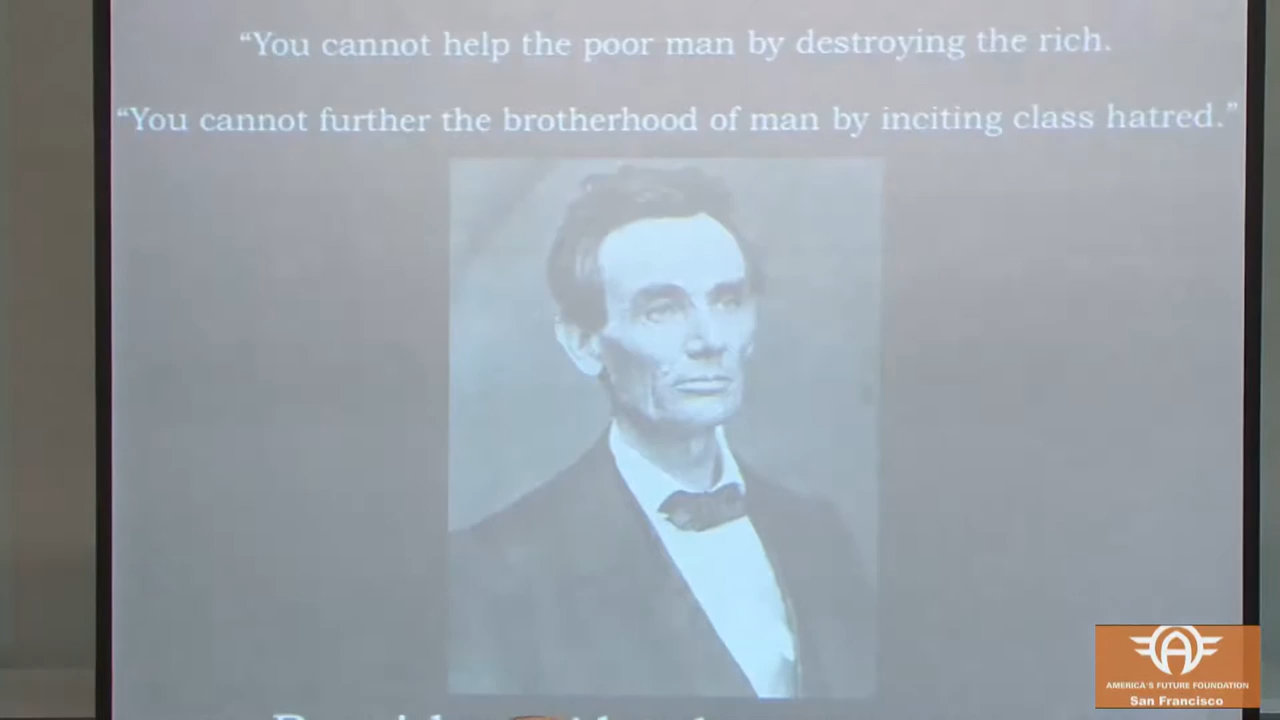 “You cannot help the poor man by destroying the rich.
“You cannot further the brotherhood of man by inciting class hatred.”
AMERICA'S FUTURE FOUNDATION
San Francisco